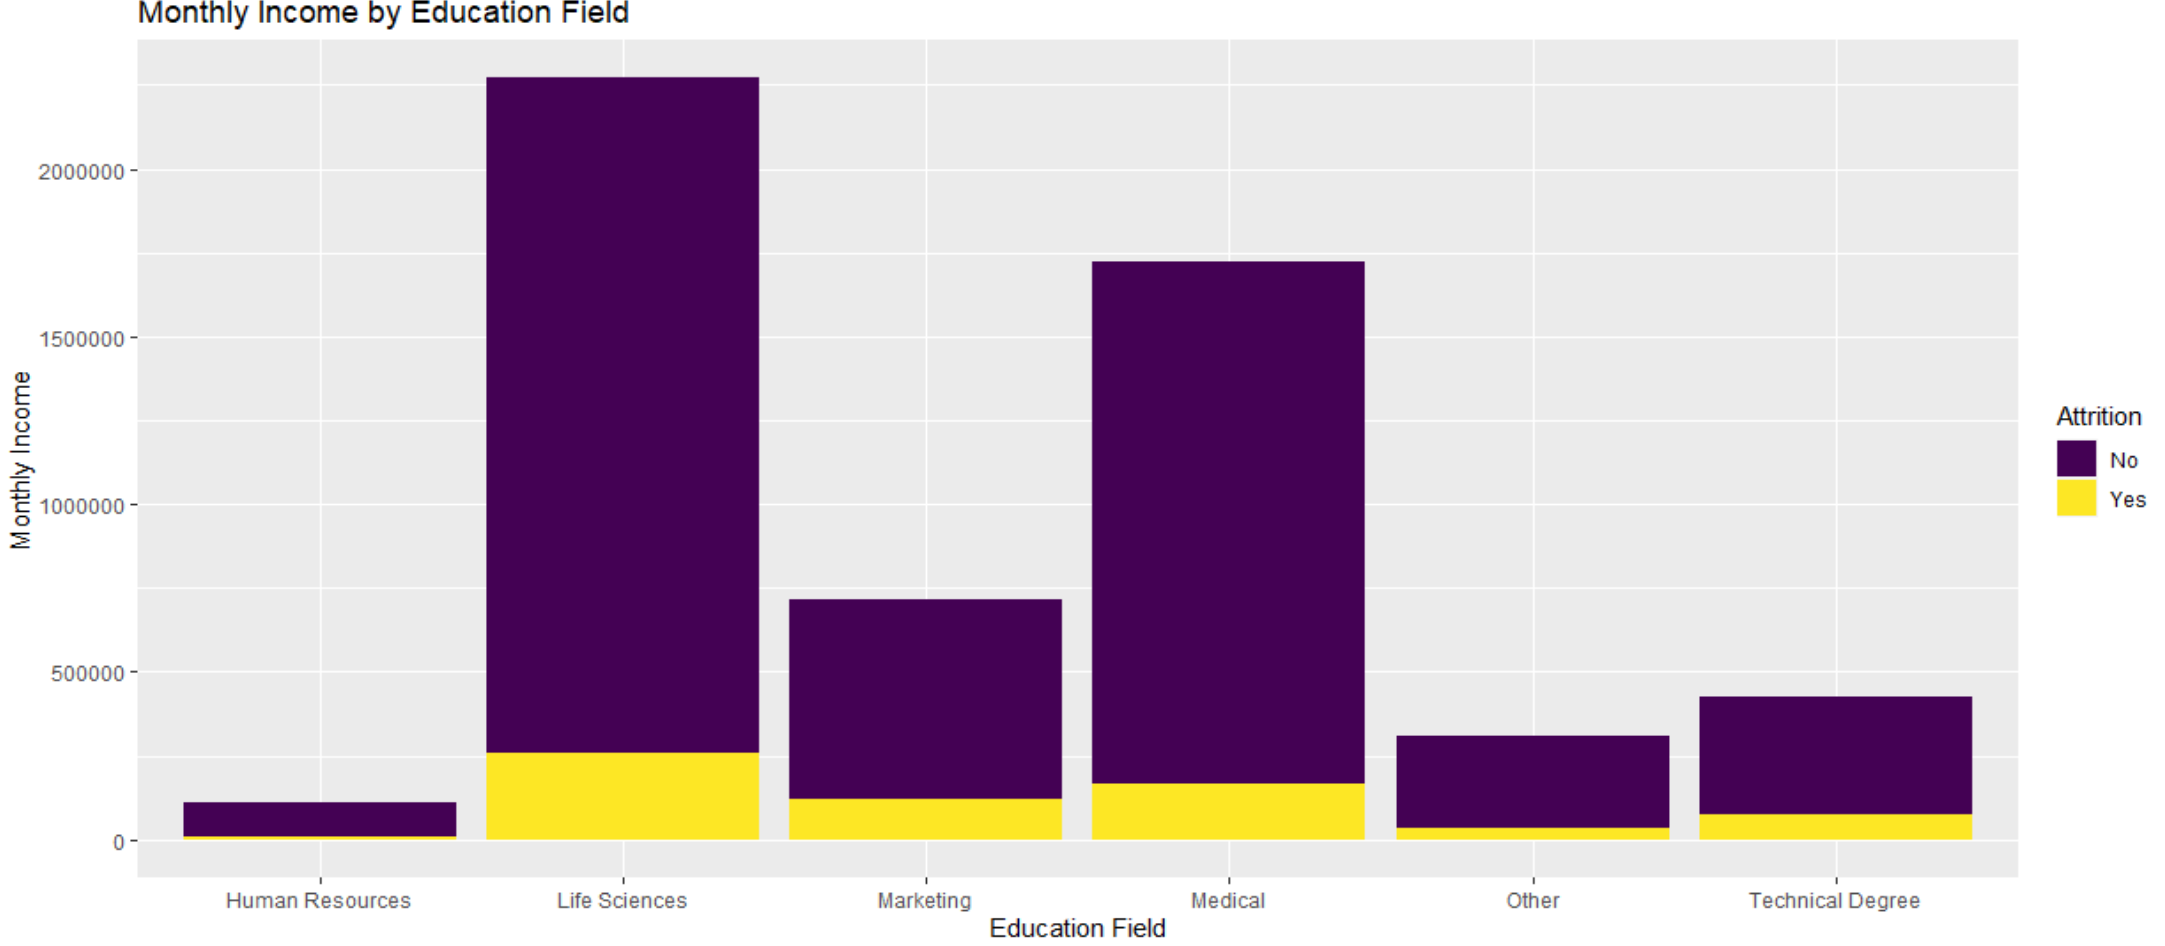 Monthly Income by Education Field
2000000
1500000
1000000
500000
0
Monthly Income
Human Resources
Life Sciences
Marketing
Medical
Other
Technical Degree
Education Field
Attrition
No
Yes